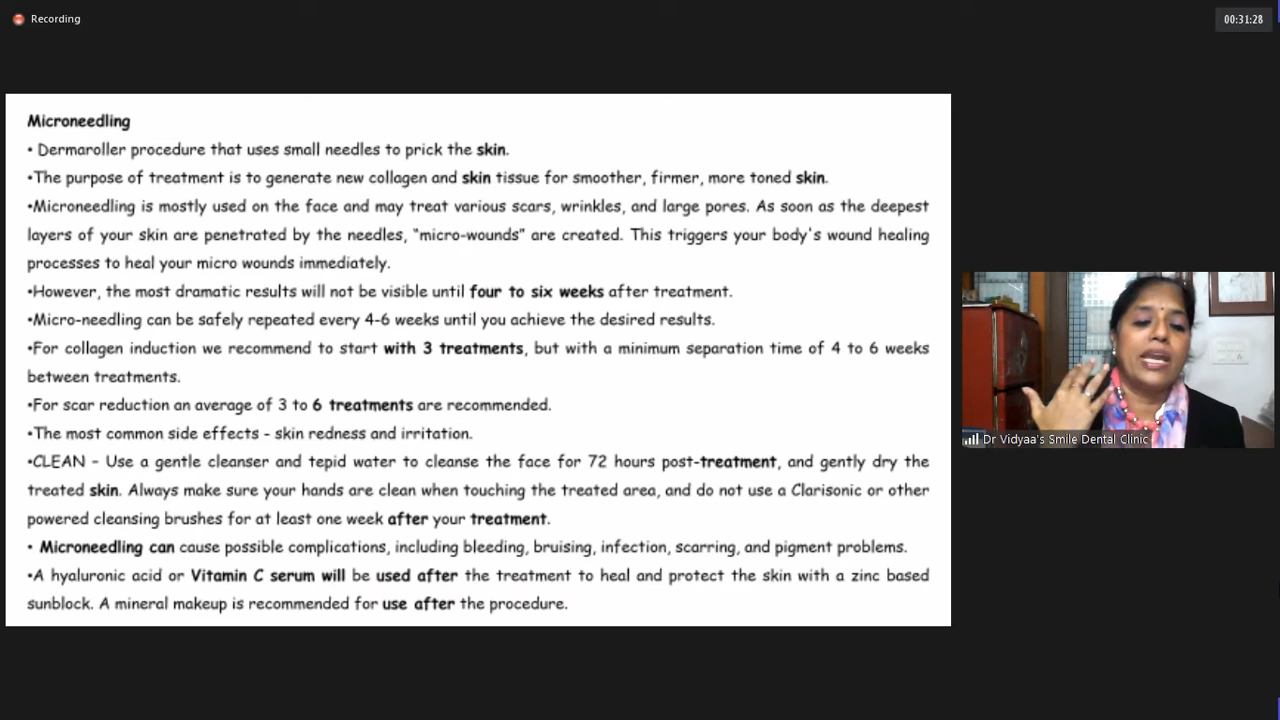 Recording
00:31:28
Microneedling
• Dermaroller procedure that uses small needles to prick the skin.
•The purpose of treatment is to generate new collagen and skin tissue for smoother, firmer, more toned skin.
•Microneedling is mostly used on the face and may treat various scars, wrinkles, and large pores. As soon as the deepest
layers of your skin are penetrated by the needles, “micro-wounds” are created. This triggers your body's wound healing
processes to heal your micro wounds immediately.
•However, the most dramatic results will not be visible until four to six weeks after treatment.
•Micro-needling can be safely repeated every 4-6 weeks until you achieve the desired results.
•For collagen induction we recommend to start with 3 treatments, but with a minimum separation time of 4 to 6 weeks
between treatments.
•For scar reduction an average of 3 to 6 treatments are recommended.
•The most common side effects - skin redness and irritation.
•CLEAN – Use a gentle cleanser and tepid water to cleanse the face for 72 hours post-treatment, and gently dry the
treated skin. Always make sure your hands are clean when touching the treated area, and do not use a Clarisonic or other
powered cleansing brushes for at least one week after your treatment.
• Microneedling can cause possible complications, including bleeding, bruising, infection, scarring, and pigment problems.
•A hyaluronic acid or Vitamin C serum will be used after the treatment to heal and protect the skin with a zinc based
sunblock. A mineral makeup is recommended for use after the procedure.
Dr Vidyaa's Smile Dental Clinic